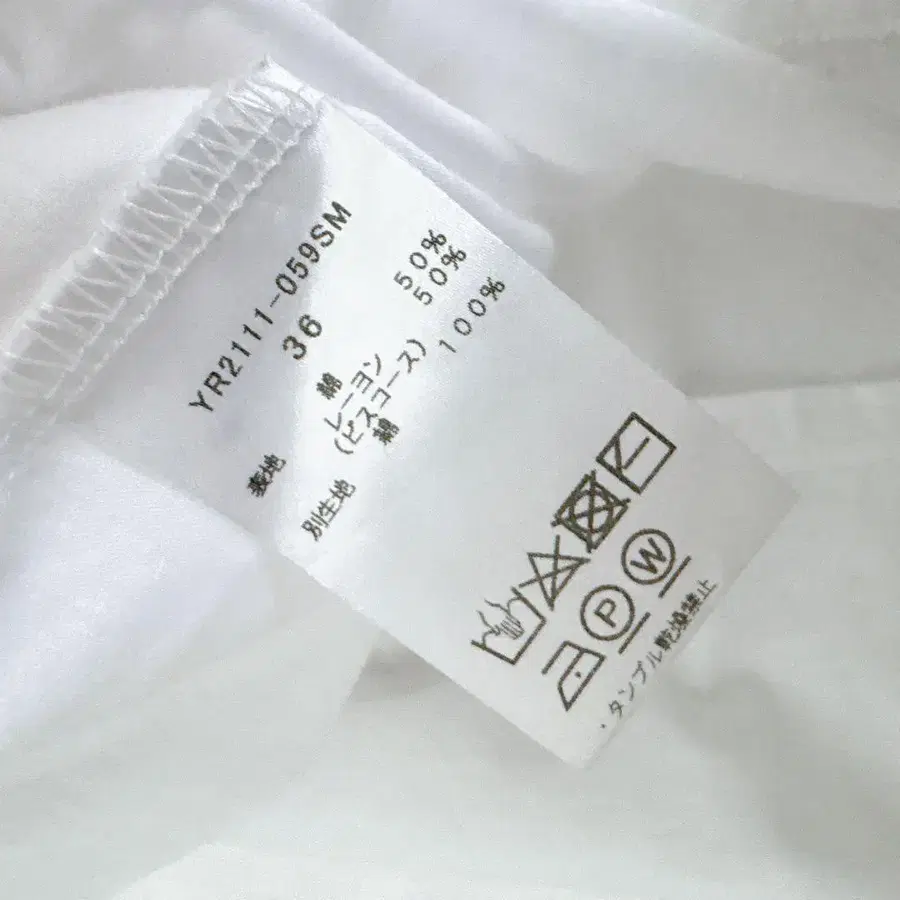 YR2111-059SM
36
表地 綿 50%
レーヨン 50%
(ビスコース)
別生地 綿 100%
P W
・タンブル乾燥禁止